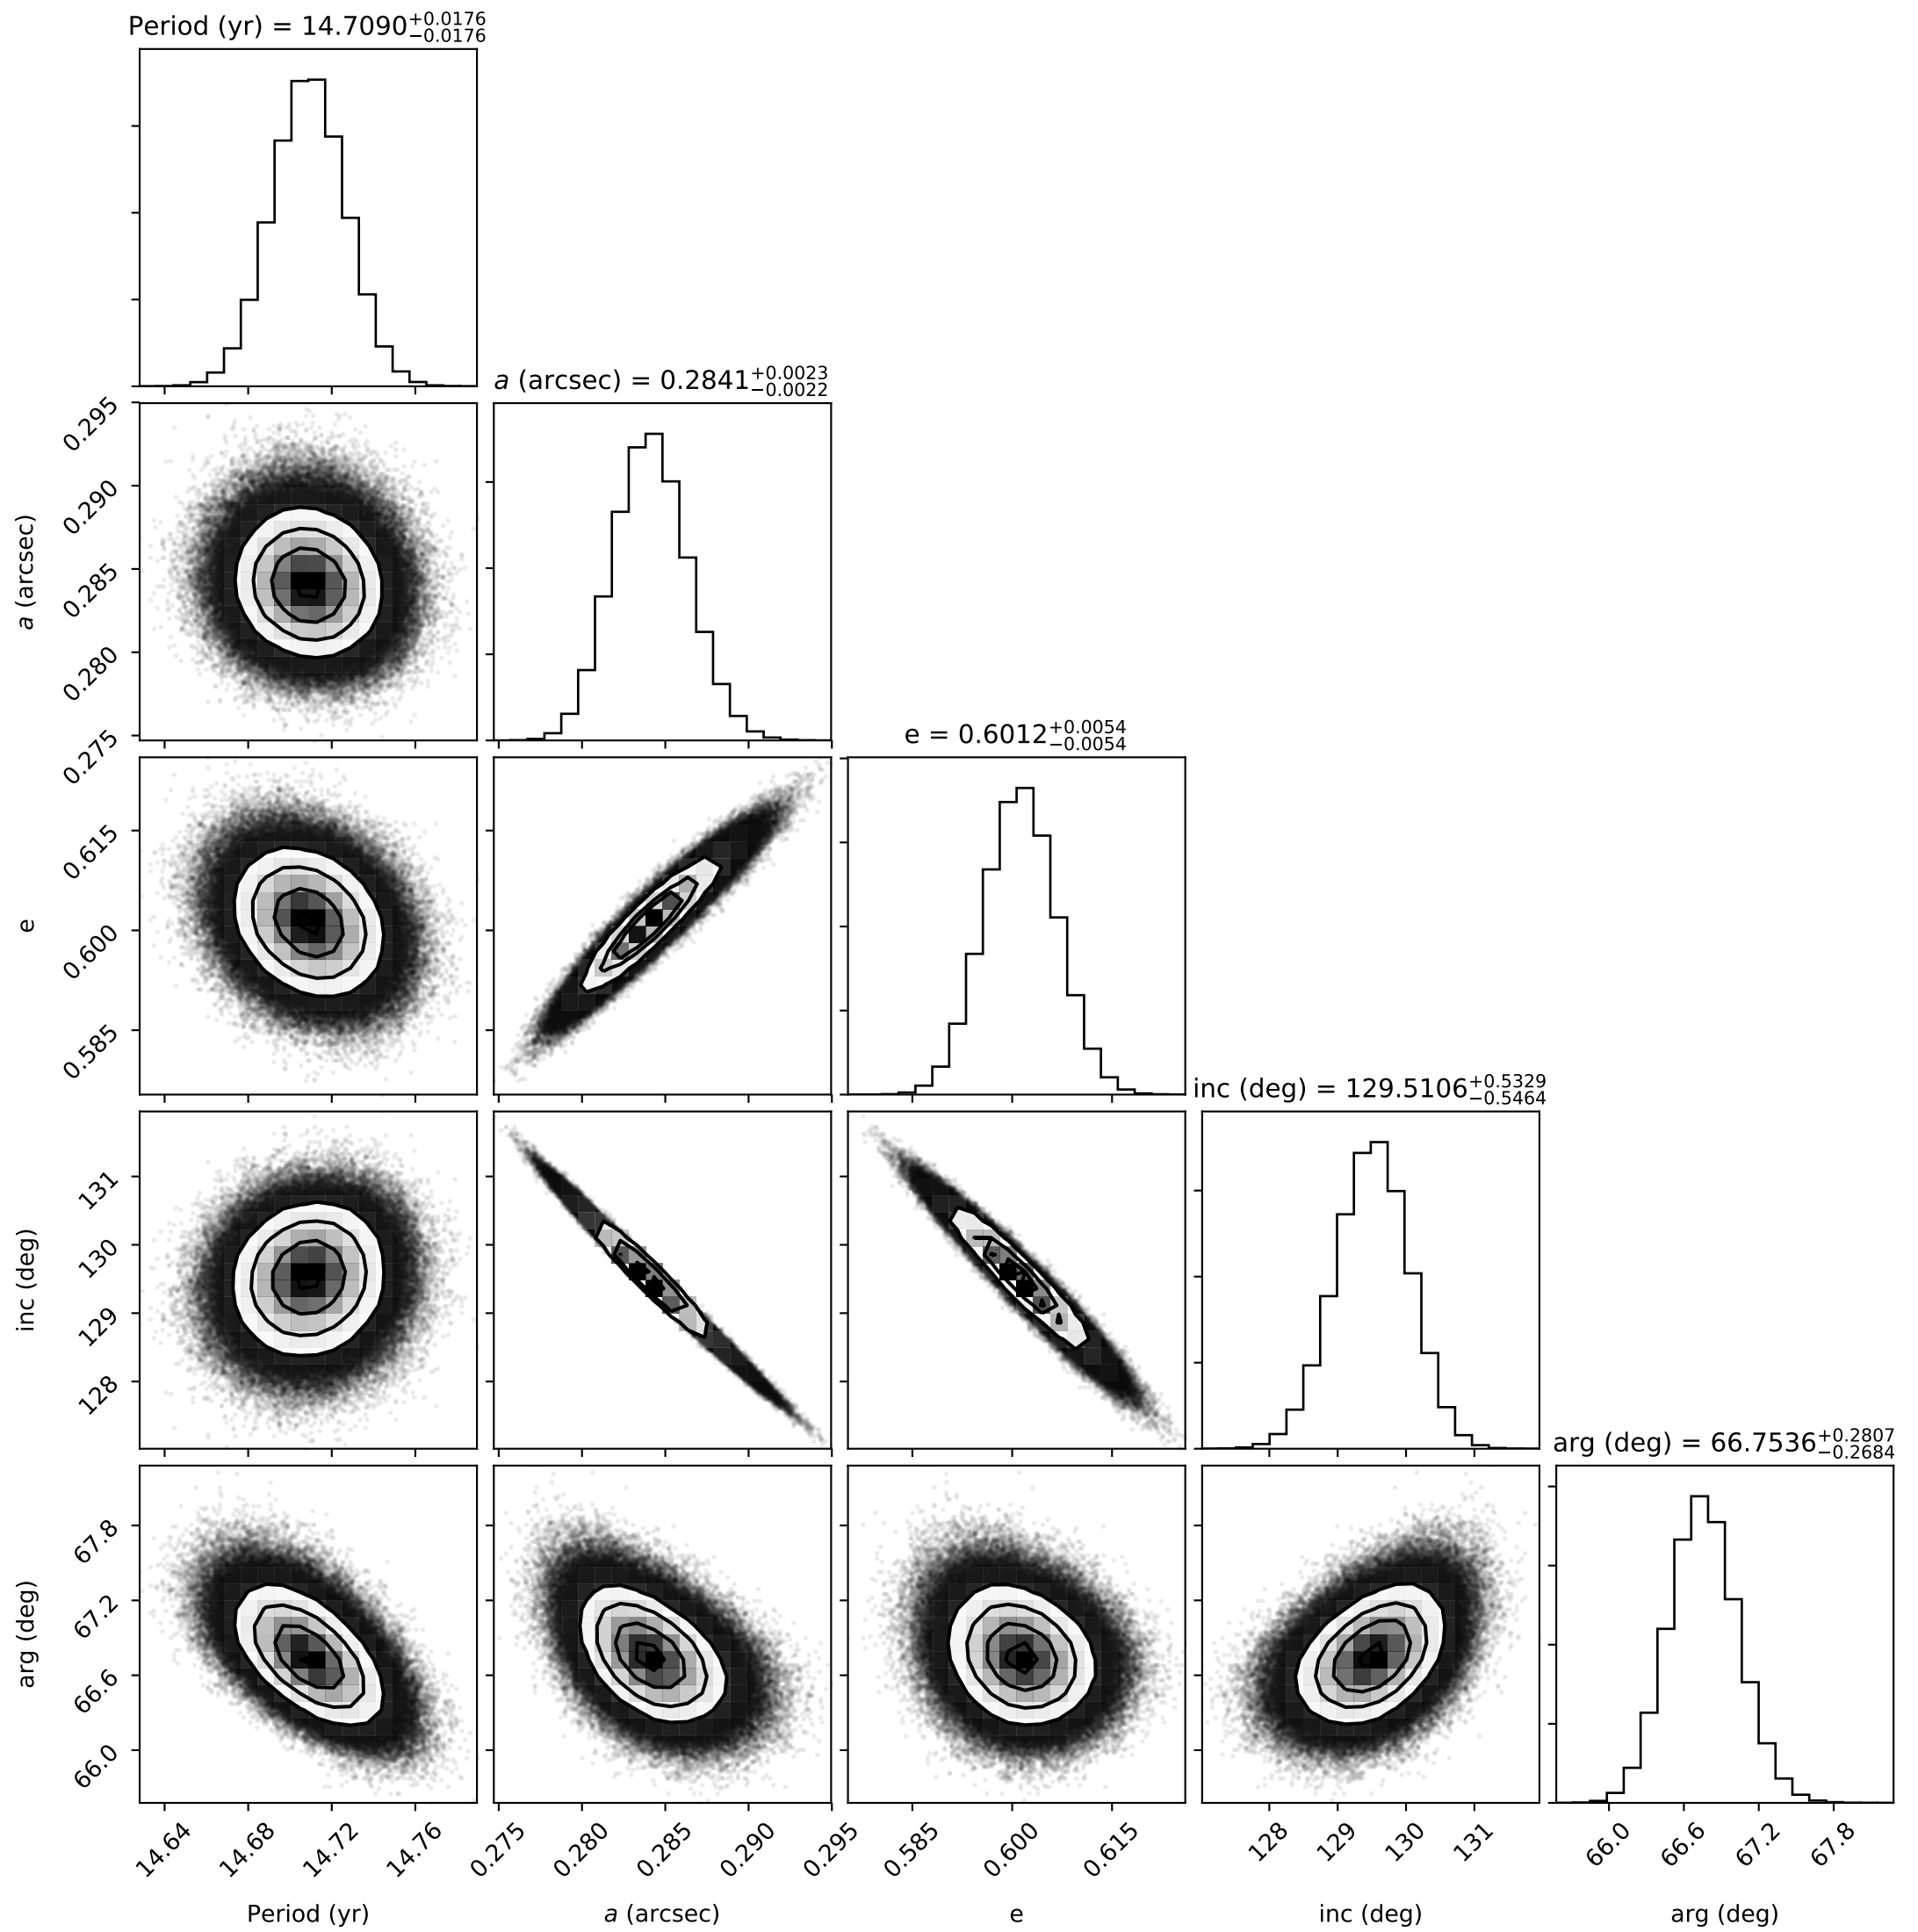 Period (yr) = 14.7090+0.0176−0.0176
a (arcsec) = 0.2841+0.0023−0.0022
0.295
0.290
0.285
0.280
0.275
a (arcsec)
e = 0.6012+0.0054−0.0054
0.615
0.600
0.585
e
inc (deg) = 129.5106+0.5329−0.5464
131
130
129
128
inc (deg)
arg (deg) = 66.7536+0.2807−0.2684
67.8
67.2
66.6
66.0
arg (deg)
14.64 14.68 14.72 14.76 0.275 0.280 0.285 0.290 0.295 0.585 0.600 0.615 128 129 130 131 66.0 66.6 67.2 67.8
Period (yr) a (arcsec) e inc (deg) arg (deg)